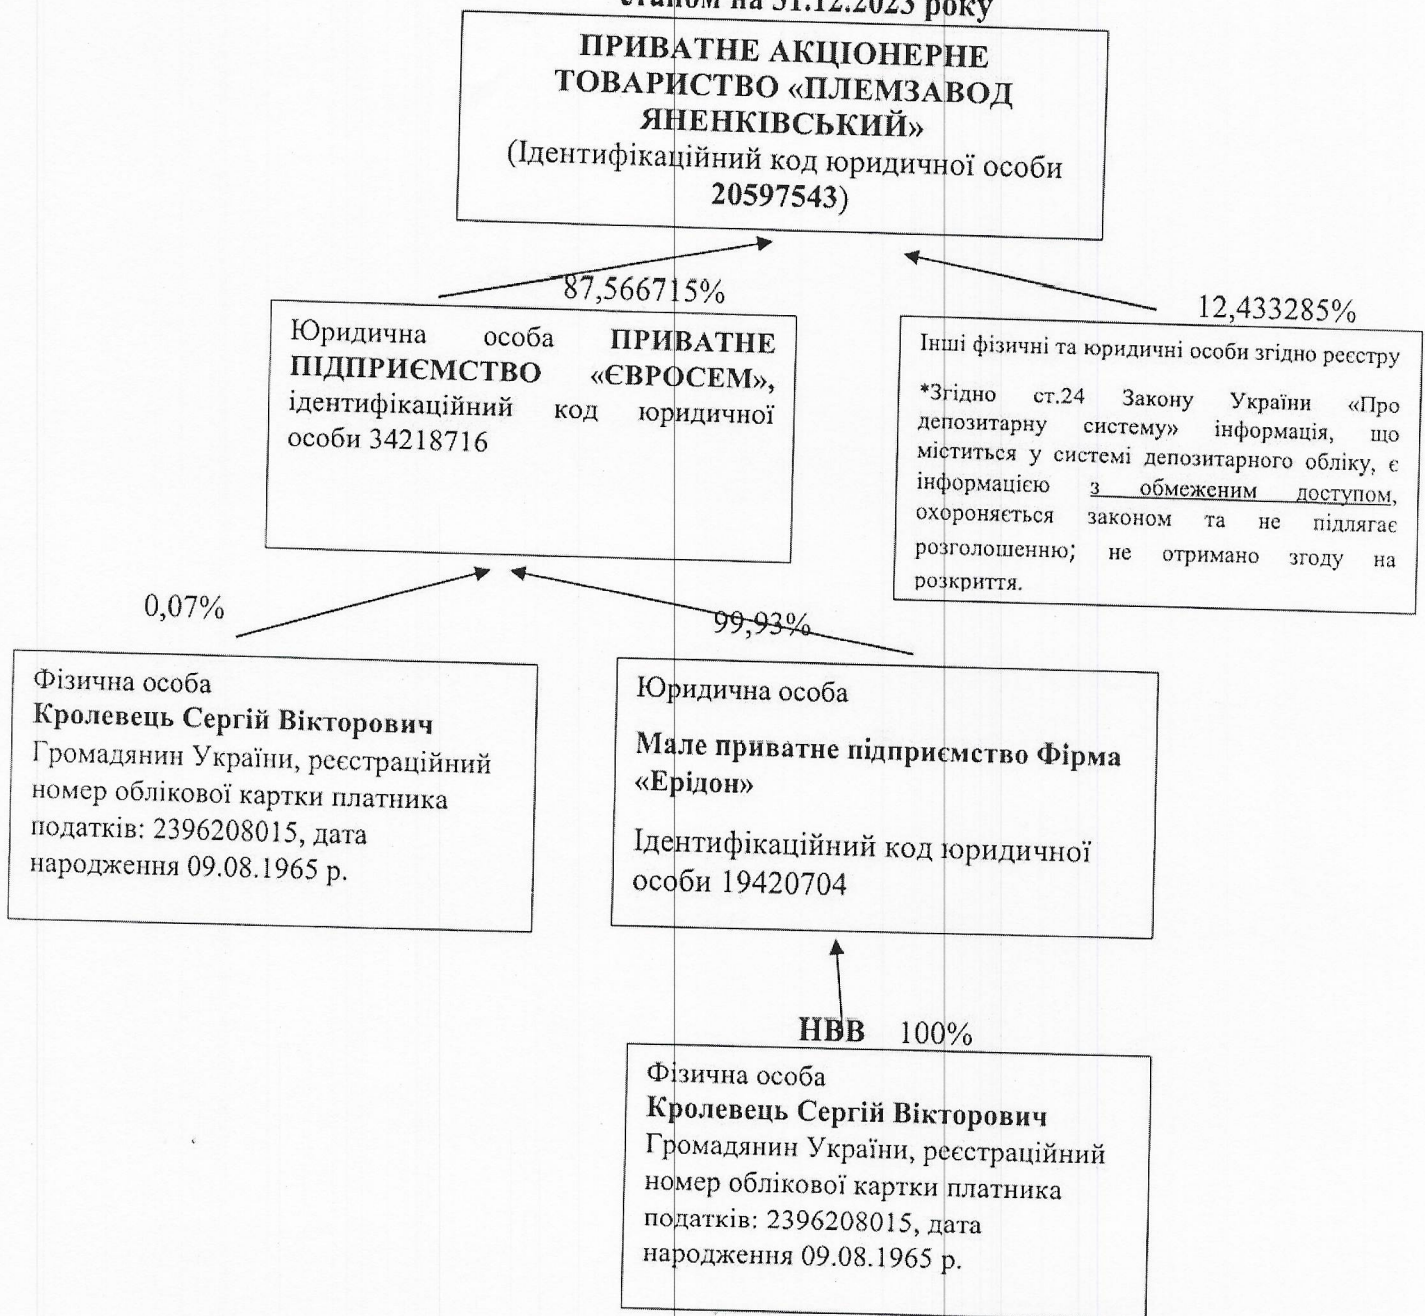 станом на 31.12.2023 року
ПРИВАТНЕ АКЦІОНЕРНЕ
ТОВАРИСТВО «ПЛЕМЗАВОД
ЯНЕНКІВСЬКИЙ»
(Ідентифікаційний код юридичної особи
20597543)
87,566715%
12,433285%
Юридична особа ПРИВАТНЕ
ПІДПРИЄМСТВО «ЄВРОСЕМ»,
ідентифікаційний код юридичної
особи 34218716
Інші фізичні та юридичні особи згідно реєстру
*Згідно ст.24 Закону України «Про
депозитарну систему» інформація, що
міститься у системі депозитарного обліку, є
інформацією з обмеженим доступом,
охороняється законом та не підлягає
розголошенню; не отримано згоду на
розкриття.
0,07%
99,93%
Фізична особа
Кролевець Сергій Вікторович
Громадянин України, реєстраційний
номер облікової картки платника
податків: 2396208015, дата
народження 09.08.1965 р.
Юридична особа
Мале приватне підприємство Фірма
«Ерідон»
Ідентифікаційний код юридичної
особи 19420704
НВВ 100%
Фізична особа
Кролевець Сергій Вікторович
Громадянин України, реєстраційний
номер облікової картки платника
податків: 2396208015, дата
народження 09.08.1965 р.